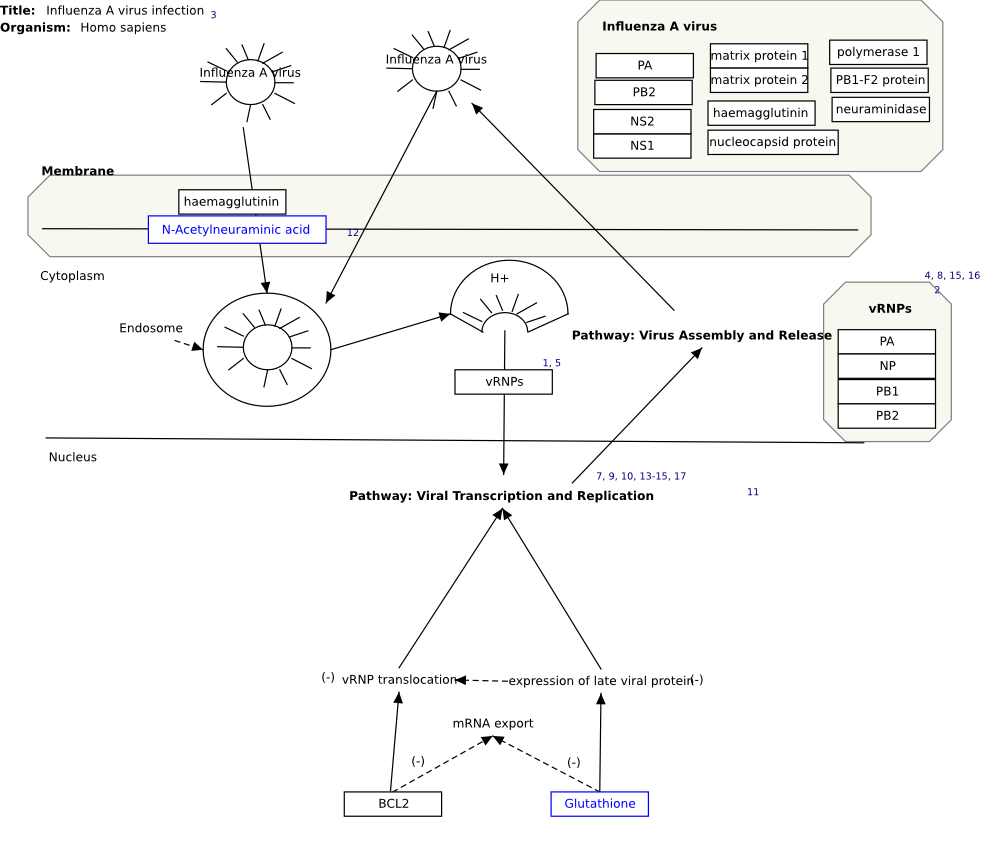 Title: Influenza A virus infection 3
Organism: Homo sapiens
Influenza A virus
Influenza A virus
Influenza A virus
PA
PB2
NS2
NS1
matrix protein 1
matrix protein 2
haemagglutinin
nucleocapsid protein
polymerase 1
PB1-F2 protein
neuraminidase
Membrane
haemagglutinin
N-Acetylneuraminic acid
12
Cytoplasm
Endosome
H+
1, 5
vRNPs
Pathway: Virus Assembly and Release
4, 8, 15, 16
2
vRNPs
PA
NP
PB1
PB2
Nucleus
7, 9, 10, 13-15, 17
Pathway: Viral Transcription and Replication
11
(-) vRNP translocation
expression of late viral protein (-)
mRNA export
(-)
(-)
BCL2
Glutathione